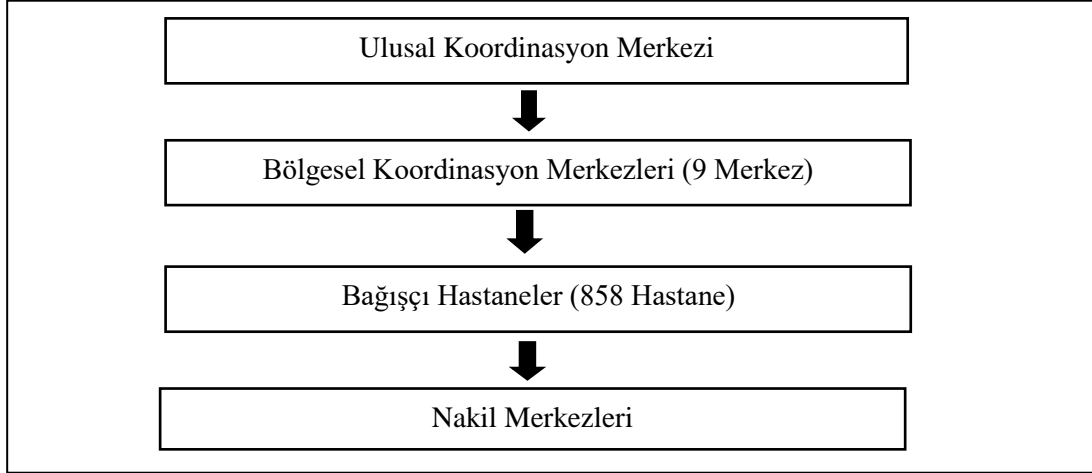 Ulusal Koordinasyon Merkezi
Bölgesel Koordinasyon Merkezleri (9 Merkez)
Bağışçı Hastaneler (858 Hastane)
Nakil Merkezleri